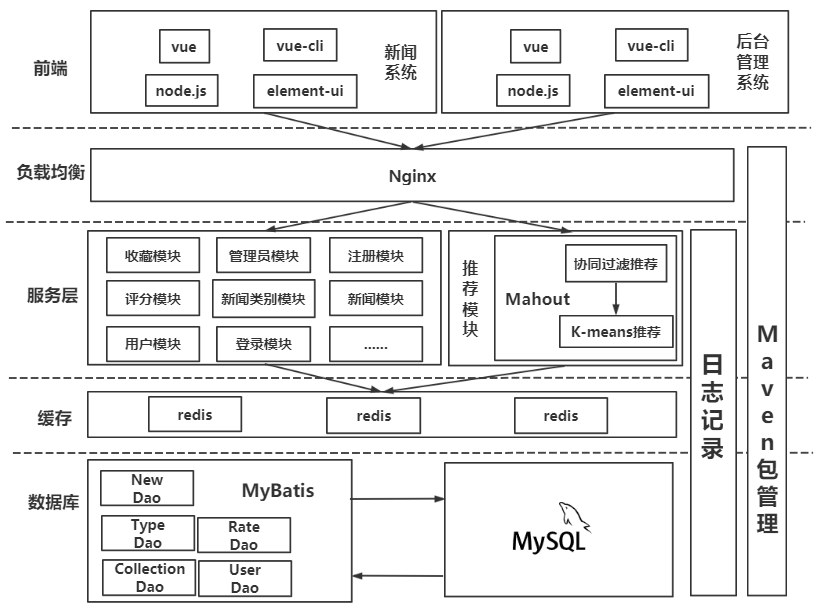 前端
vue
vue-cli
新闻
系统
node.js
element-ui
vue
vue-cli
后台
管理
系统
node.js
element-ui
负载均衡
Nginx
服务层
收藏模块
管理员模块
注册模块
评分模块
新闻类别模块
新闻模块
用户模块
登录模块
......
推荐模块
Mahout
协同过滤推荐
K-means推荐
缓存
redis
redis
redis
数据库
MyBatis
New
Dao
Type
Dao
Rate
Dao
Collection
Dao
User
Dao
MySQL
日志记录
Maven包管理